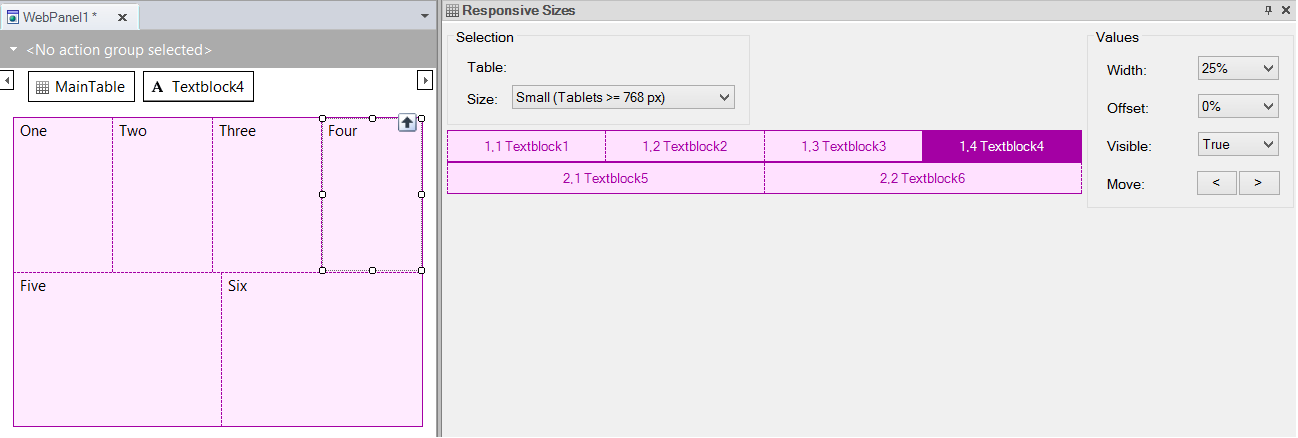 WebPanel1 *
<No action group selected>
MainTable
A Textblock4
One
Two
Three
Four
Five
Six
Responsive Sizes
Selection
Table:
Size:
Small (Tablets >= 768 px)
1,1 Textblock1
1,2 Textblock2
1,3 Textblock3
1,4 Textblock4
2,1 Textblock5
2,2 Textblock6
Values
Width:
25%
Offset:
0%
Visible:
True
Move:
<
>